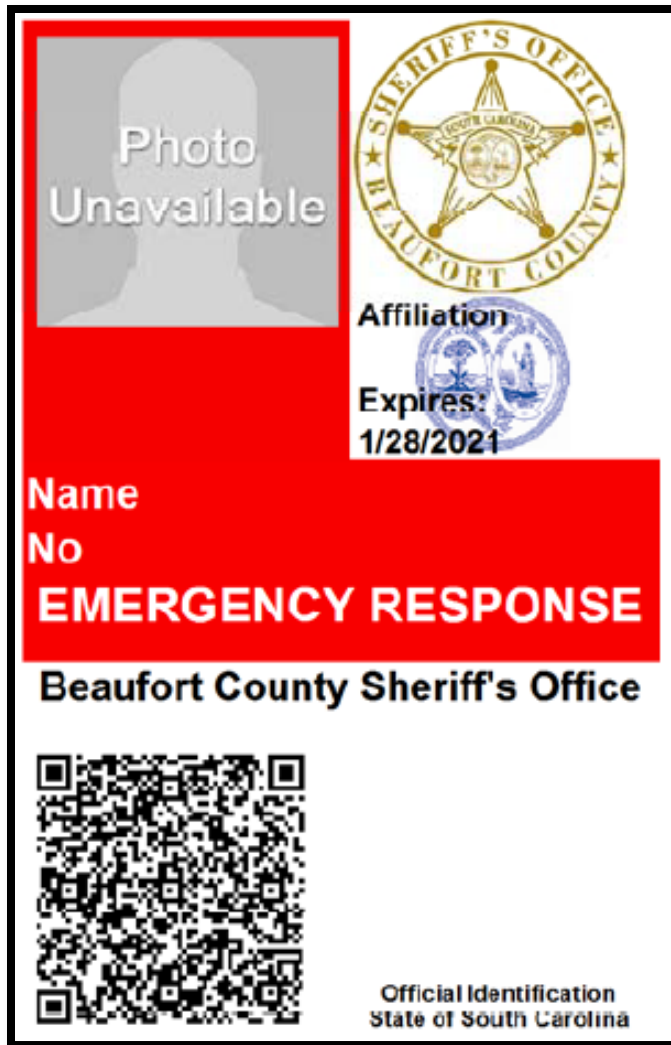 Photo
Unavailable
SHERIFF'S OFFICE
SOUTH CAROLINA
BEAUFORT COUNTY
Affiliation
Expires:
1/28/2021
Name
No
EMERGENCY RESPONSE
Beaufort County Sheriff's Office
Official Identification
State of South Carolina